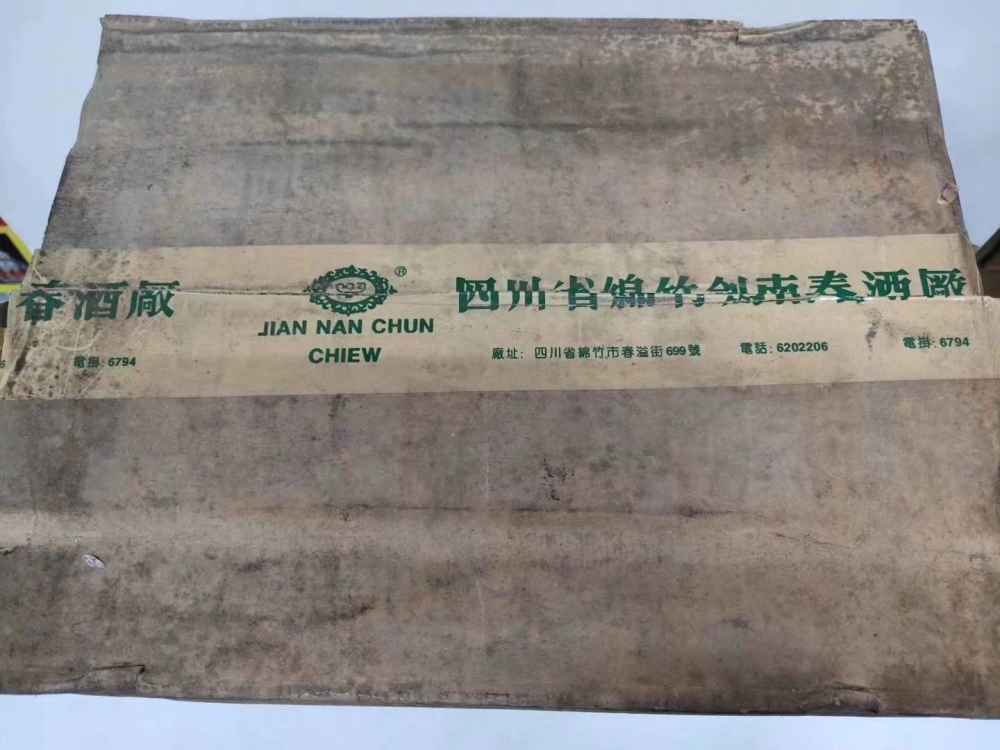 春酒廠
電掛: 6794
®
JIAN NAN CHUN
CHIEW
四川省綿竹劍南春酒廠
廠址: 四川省綿竹市春溢街699號
電話: 6202206
電掛: 6794